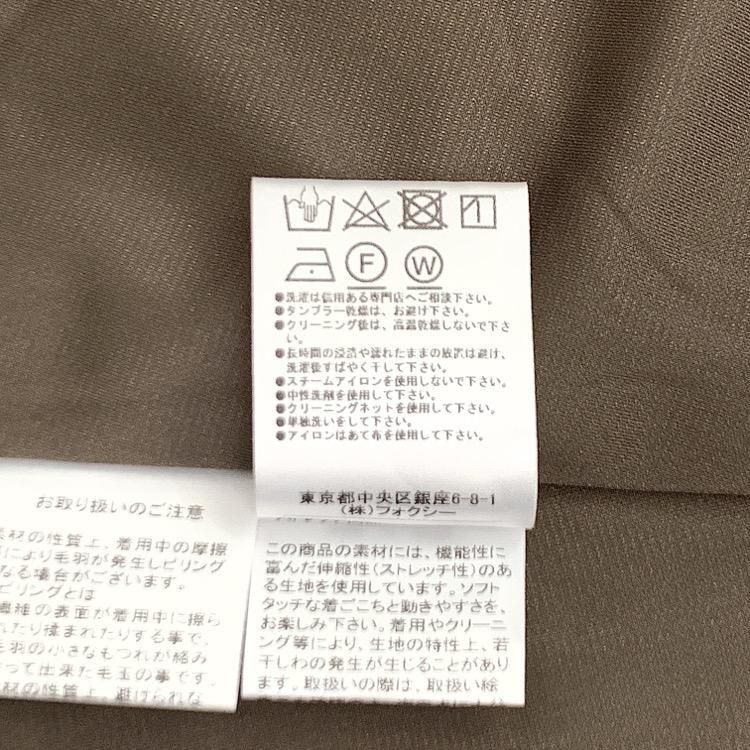 F W
●洗濯は信用ある専門店へご相談下さい。
●タンブラー乾燥は、お避け下さい。
●クリーニング後は、高温乾燥しないで下さ
い。
●長時間の浸漬や濡れたままの放置は避け、
洗濯後すばやく干して下さい。
●スチームアイロンを使用しないで下さい。
●中性洗剤を使用して下さい。
●クリーニングネットを使用して下さい。
●単独洗いをして下さい。
●アイロンはあて布を使用して下さい。
東京都中央区銀座6-8-1
(株)フォクシー
お取り扱いのご注意
素材の性質上、着用中の摩擦
により毛羽が発生しピリング
なる場合がございます。
ピリングとは
繊維の表面が着用中に擦ら
れたり揉まれたりする事で、
毛羽の小さなもつれが絡み
って出来た毛玉の事です。
素材の性質上、避けられな
この商品の素材には、機能性に
富んだ伸縮性(ストレッチ性)のあ
る生地を使用しています。ソフト
タッチな着ごこちと動きやすさを、
お楽しみ下さい。着用やクリーニ
ング等により、生地の特性上、若
干しわの発生が生じることがあり
ます。取扱いの際は、取扱い絵